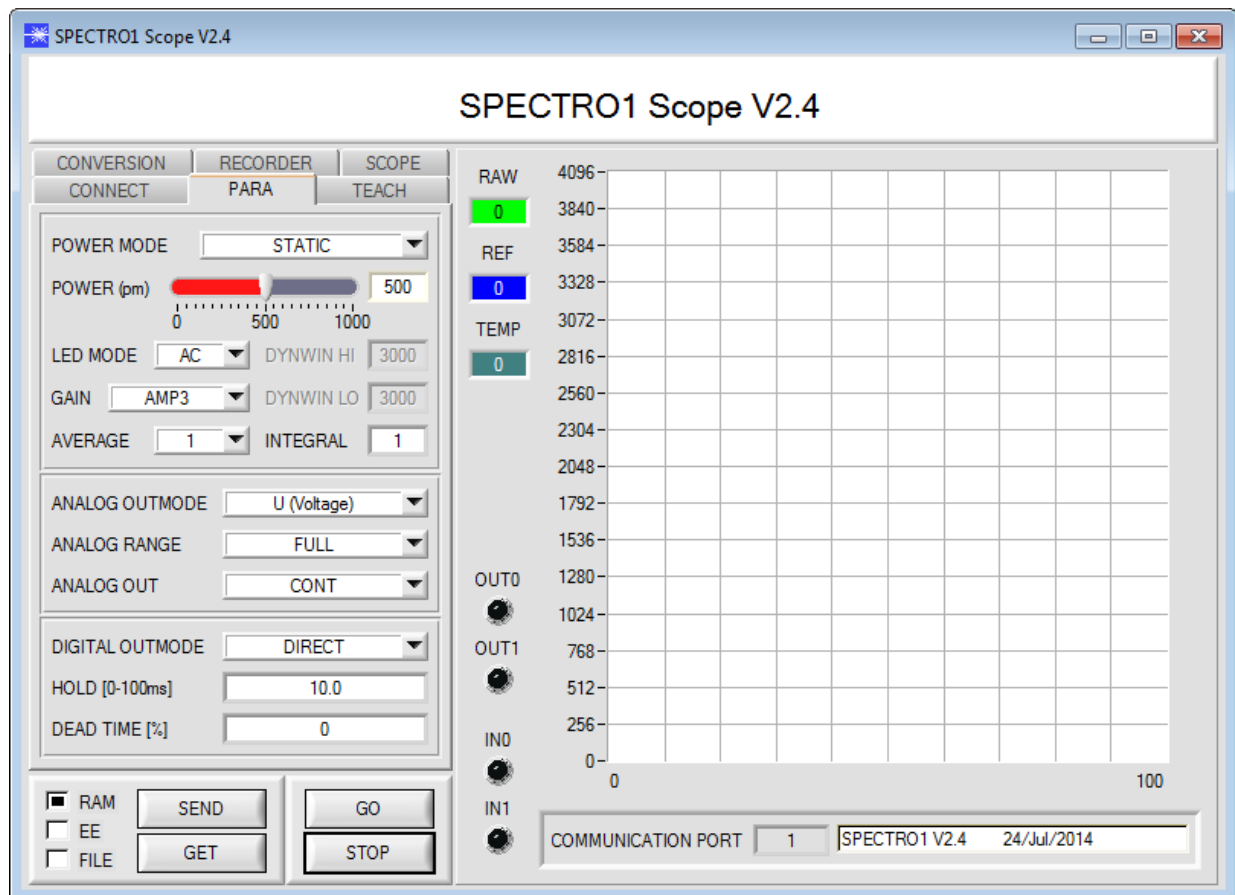 SPECTRO1 Scope V2.4
SPECTRO1 Scope V2.4
CONVERSION RECORDER SCOPE
CONNECT PARA TEACH
POWER MODE STATIC
POWER (pm) 500
0 500 1000
LED MODE AC DYNWIN HI 3000
GAIN AMP3 DYNWIN LO 3000
AVERAGE 1 INTEGRAL 1
ANALOG OUTMODE U (Voltage)
ANALOG RANGE FULL
ANALOG OUT CONT
DIGITAL OUTMODE DIRECT
HOLD [0-100ms] 10.0
DEAD TIME [%] 0
RAM
EE
FILE
SEND
GET
GO
STOP
RAW
0
REF
0
TEMP
0
OUT0
OUT1
IN0
IN1
4096
3840
3584
3328
3072
2816
2560
2304
2048
1792
1536
1280
1024
768
512
256
0
0 100
COMMUNICATION PORT 1 SPECTRO1 V2.4 24/Jul/2014